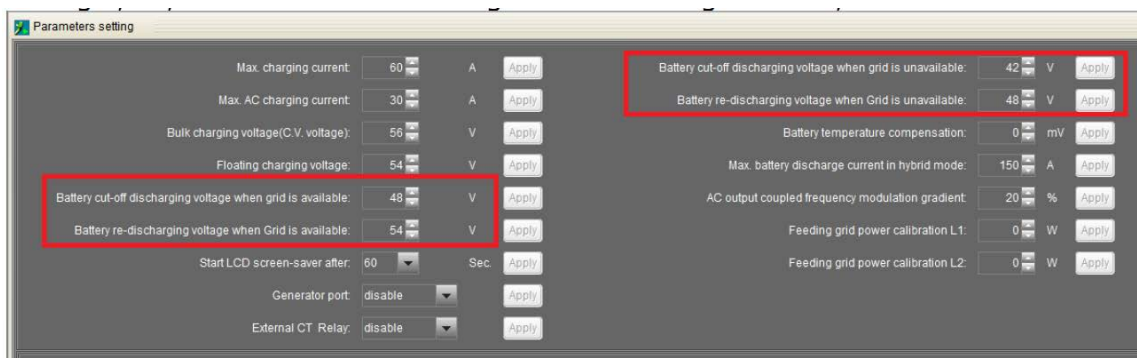 Parameters setting
Max. charging current: 60 A Apply
Max. AC charging current: 30 A Apply
Bulk charging voltage(C.V. voltage): 56 V Apply
Floating charging voltage: 54 V Apply
Battery cut-off discharging voltage when grid is available: 48 V Apply
Battery re-discharging voltage when Grid is available: 54 V Apply
Start LCD screen-saver after: 60 Sec. Apply
Generator port: disable Apply
External CT Relay: disable Apply
Battery cut-off discharging voltage when grid is unavailable: 42 V Apply
Battery re-discharging voltage when Grid is unavailable: 48 V Apply
Battery temperature compensation: 0 mV Apply
Max. battery discharge current in hybrid mode: 150 A Apply
AC output coupled frequency modulation gradient: 20 % Apply
Feeding grid power calibration L1: 0 W Apply
Feeding grid power calibration L2: 0 W Apply